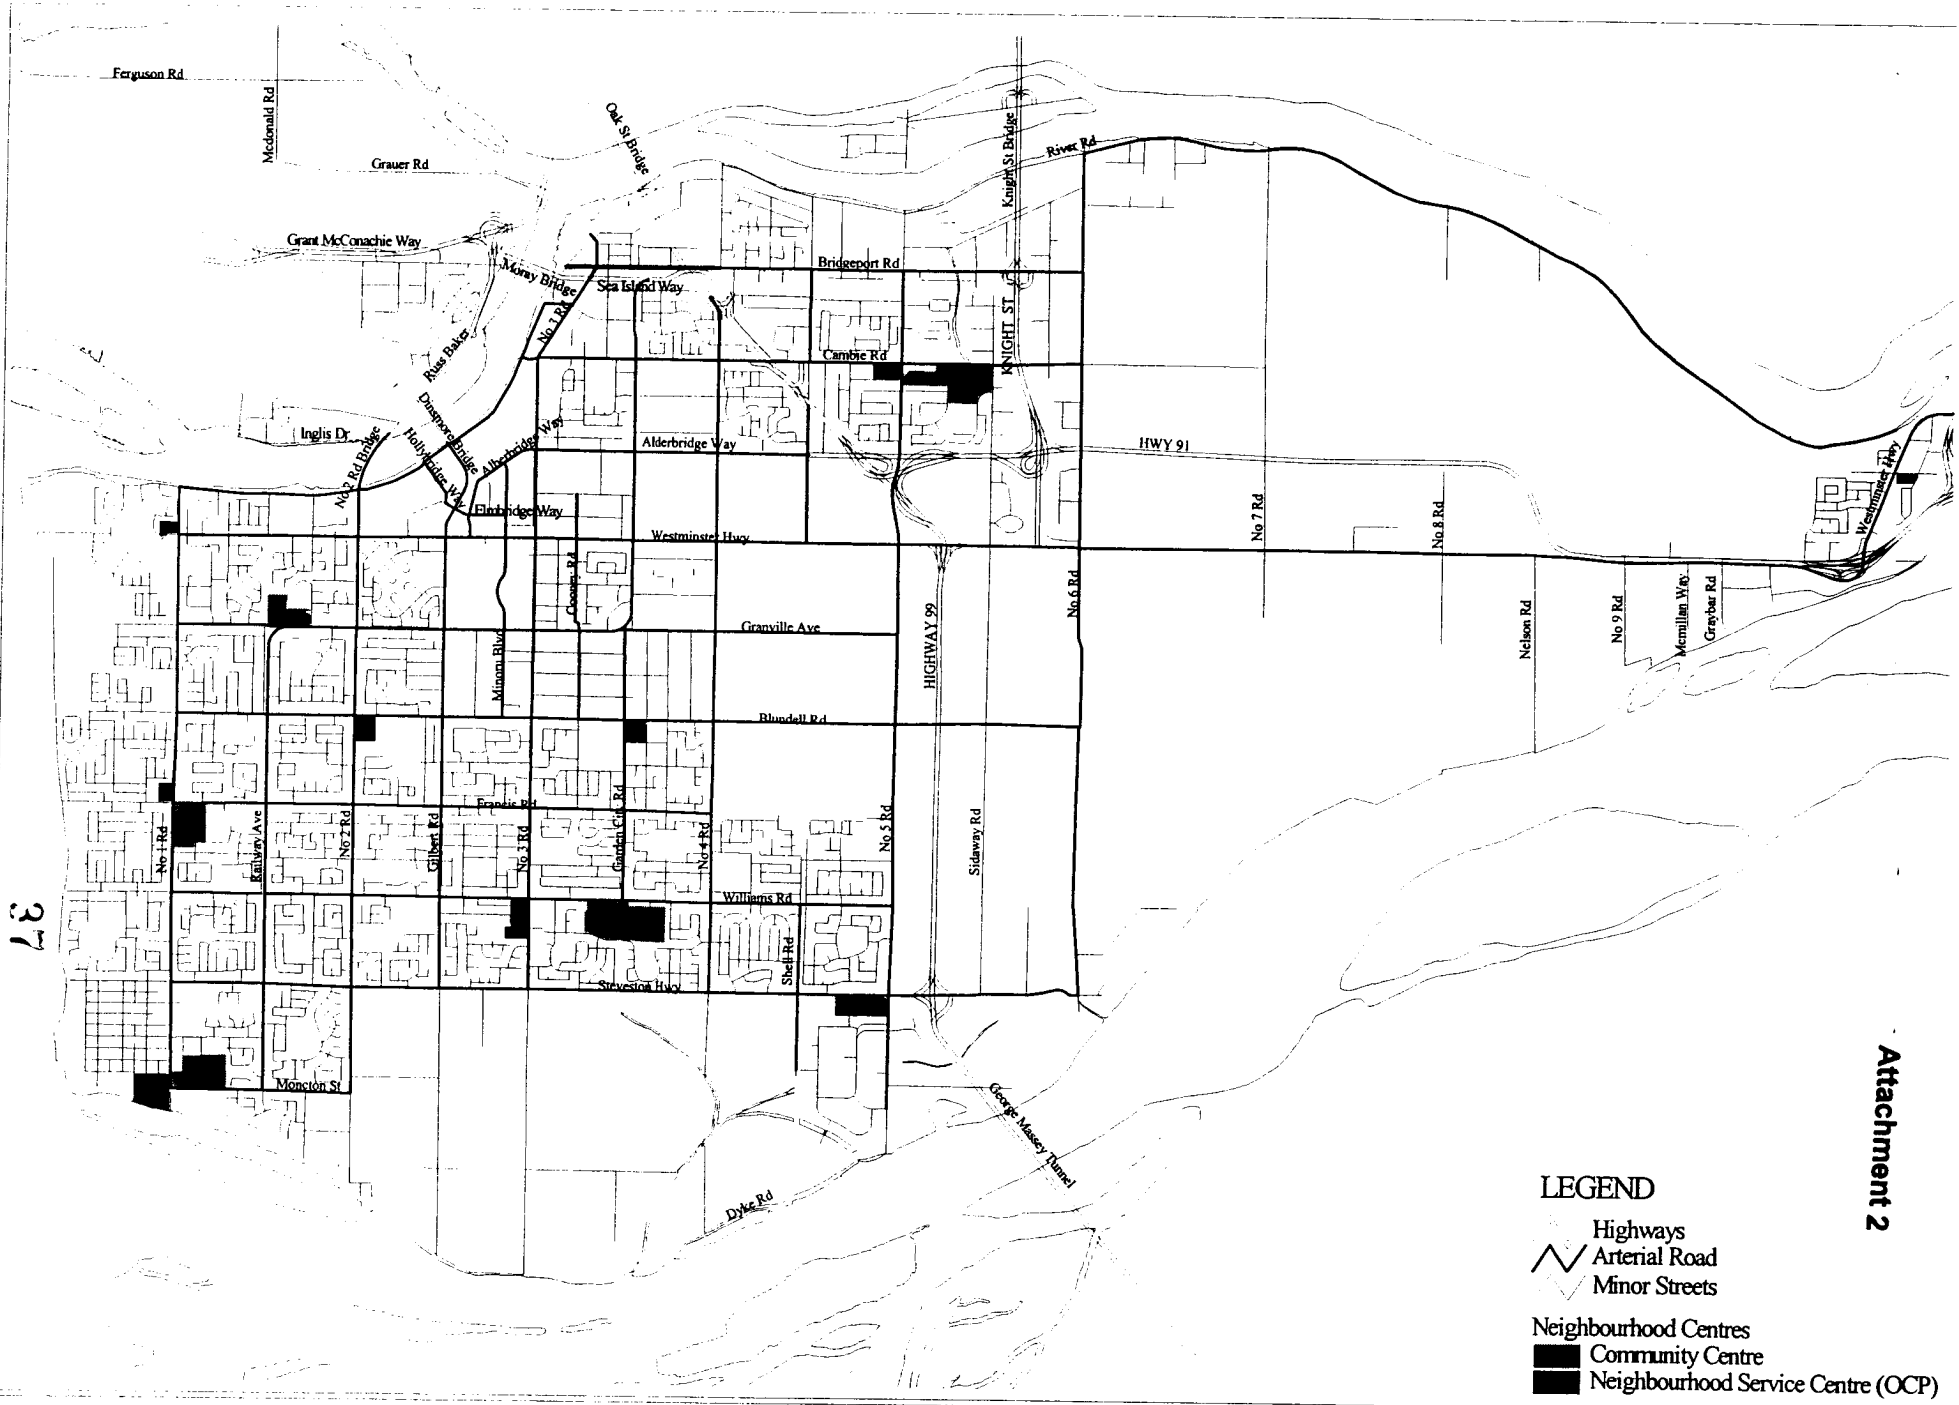 Ferguson Rd
Mcdonald Rd
Grauer Rd
Oak St Bridge
Knight St Bridge
River Rd
Grant McConachie Way
Moray Bridge
Bridgeport Rd
Sea Island Way
No 3 Rd
KNIGHT ST
Russ Baker
Cambie Rd
Dinsmore Bridge
Inglis Dr
No 2 Rd Bridge
Hollybridge Way
Alberbridge Way
Alderbridge Way
HWY 91
Westminster Hwy
Elmbridge Way
Westminster Hwy
No 7 Rd
No 8 Rd
Cooney Rd
No 6 Rd
Nelson Rd
No 9 Rd
Mcmillan Way
Graybar Rd
Granville Ave
HIGHWAY 99
Minoru Blvd
Blundell Rd
Francis Rd
No 1 Rd
Railway Ave
No 2 Rd
Gilbert Rd
No 3 Rd
Garden City Rd
No 4 Rd
No 5 Rd
Sidaway Rd
Williams Rd
Shell Rd
Steveston Hwy
Moncton St
George Massey Tunnel
Dyke Rd
37
Attachment 2
LEGEND
Highways
Arterial Road
Minor Streets
Neighbourhood Centres
Community Centre
Neighbourhood Service Centre (OCP)